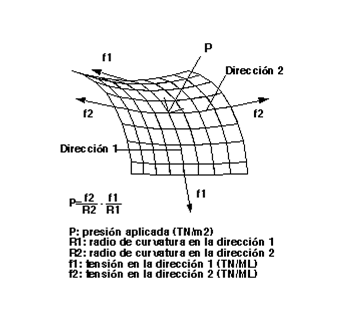 f1
P
Dirección 2
f2
f2
Dirección 1
f1
P=f2/R2 - f1/R1
P: presión aplicada (TN/m2)
R1: radio de curvatura en la dirección 1
R2: radio de curvatura en la dirección 2
f1: tensión en la dirección 1 (TN/ML)
f2: tensión en la dirección 2 (TN/ML)